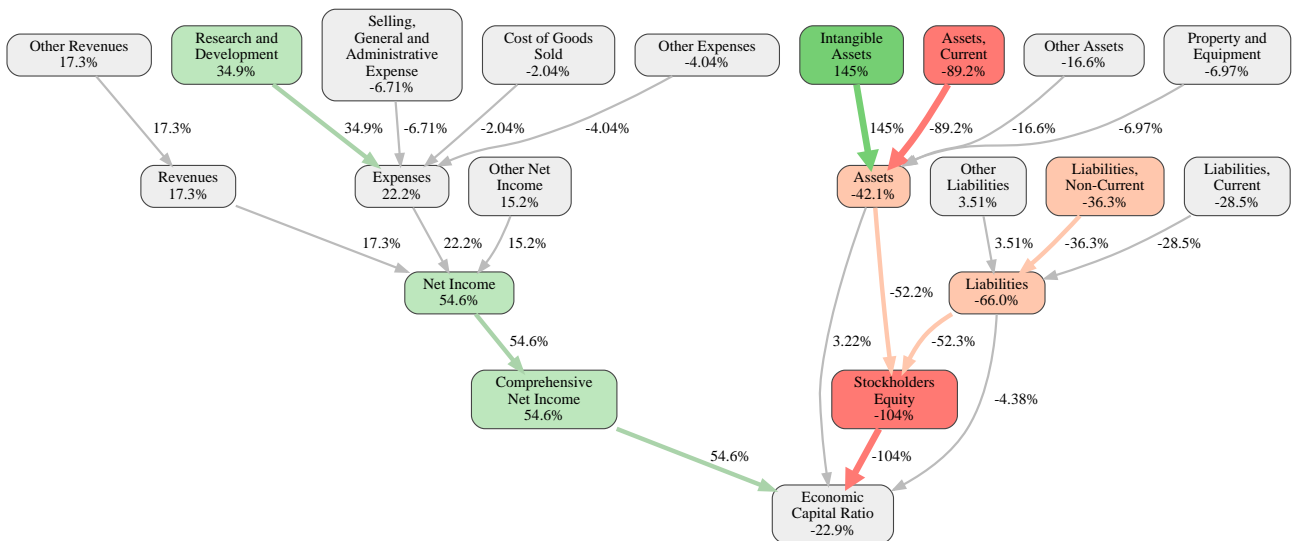 Other Revenues
17.3%
Research and
Development
34.9%
Selling,
General and
Administrative
Expense
-6.71%
Cost of Goods
Sold
-2.04%
Other Expenses
-4.04%
Intangible
Assets
145%
Assets,
Current
-89.2%
Other Assets
-16.6%
Property and
Equipment
-6.97%
17.3%
34.9%
-6.71%
-2.04%
-4.04%
145%
-89.2%
-16.6%
-6.97%
Revenues
17.3%
Expenses
22.2%
Other Net
Income
15.2%
Assets
-42.1%
Other
Liabilities
3.51%
Liabilities,
Non-Current
-36.3%
Liabilities,
Current
-28.5%
17.3%
22.2%
15.2%
3.51%
-36.3%
-28.5%
Net Income
54.6%
-52.2%
Liabilities
-66.0%
54.6%
3.22%
-52.3%
Comprehensive
Net Income
54.6%
Stockholders
Equity
-104%
-4.38%
54.6%
-104%
Economic
Capital Ratio
-22.9%